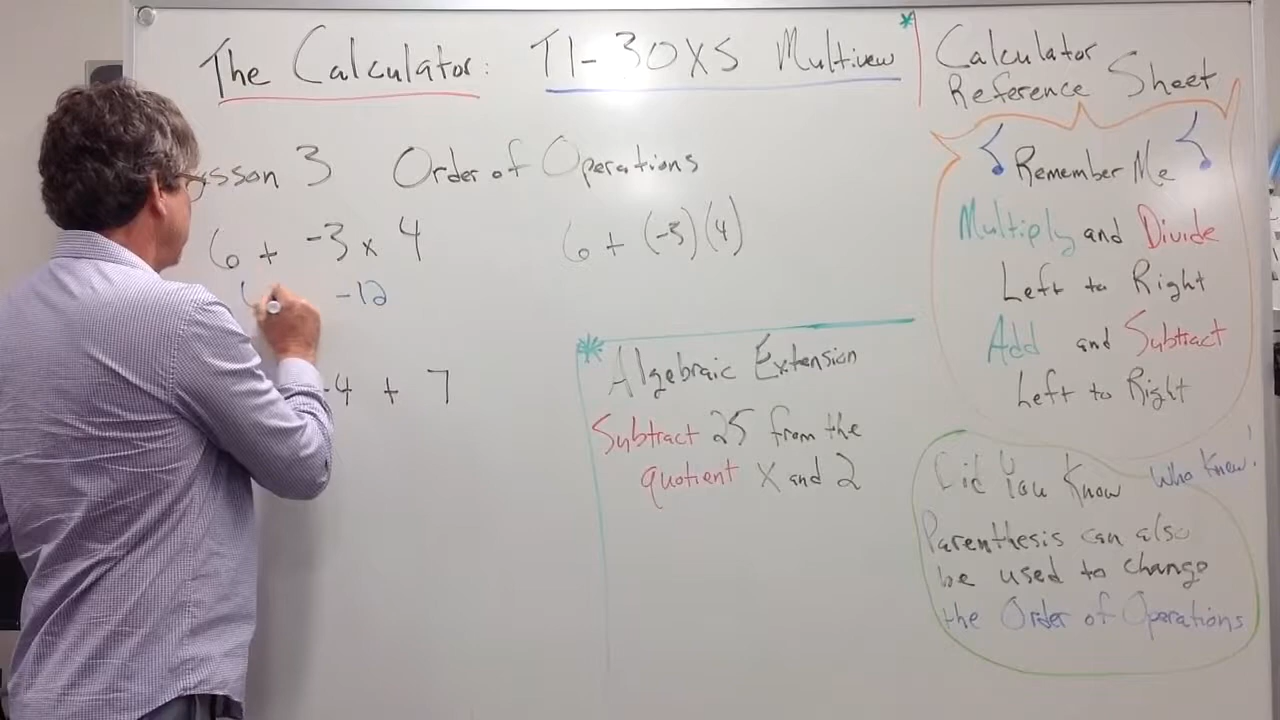 The Calculator: TI-30XS Multiview *
sson 3 Order of Operations
6 + -3 x 4
-12
-4 + 7
6 + (-3)(4)
* Algebraic Extension
Subtract 25 from the
quotient X and 2
Calculator
Reference Sheet
Remember Me
Multiply and Divide
Left to Right
Add and Subtract
Left to Right
Did You Know Who Knew!
Parenthesis can also
be used to change
the Order of Operations